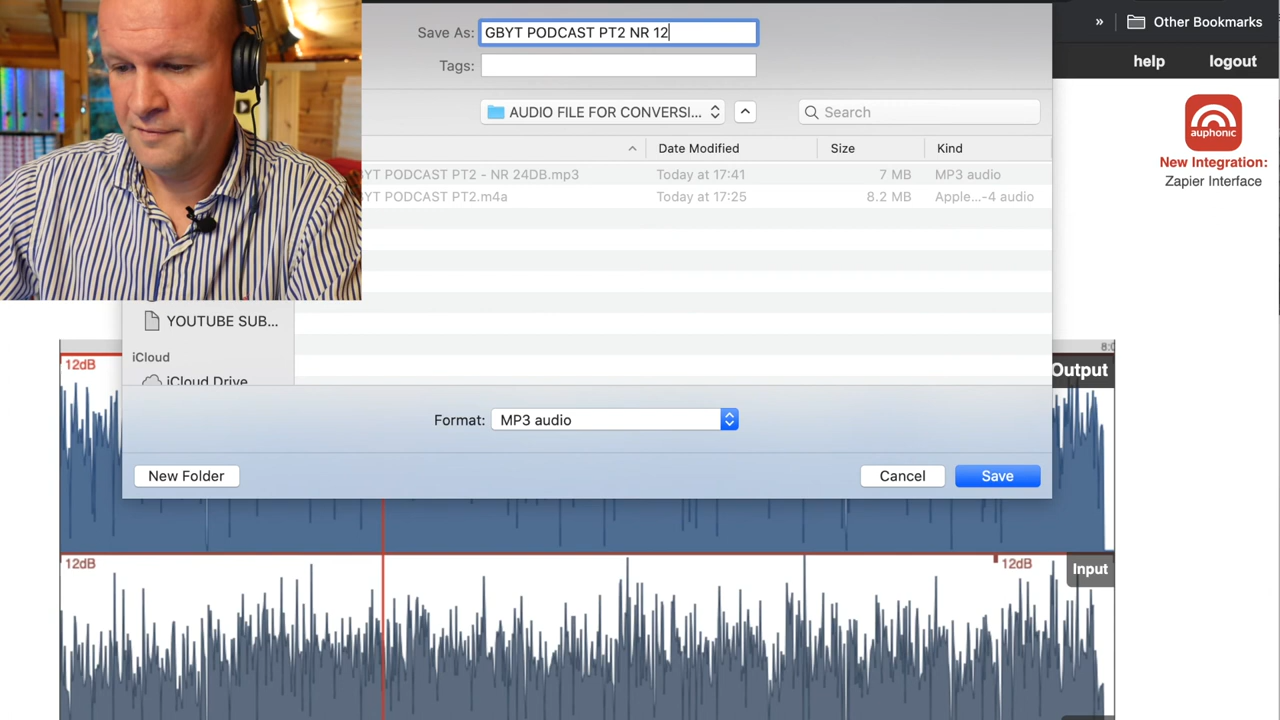 Save As: GBYT PODCAST PT2 NR 12
» Other Bookmarks
Tags:
help logout
AUDIO FILE FOR CONVERSI... Search
auphonic
Date Modified Size Kind
New Integration:
YT PODCAST PT2 - NR 24DB.mp3 Today at 17:41 7 MB MP3 audio
Zapier Interface
YT PODCAST PT2.m4a Today at 17:25 8.2 MB Apple...-4 audio
YOUTUBE SUB...
iCloud
iCloud Drive
12dB Output
Format: MP3 audio
New Folder Cancel Save
12dB 12dB Input